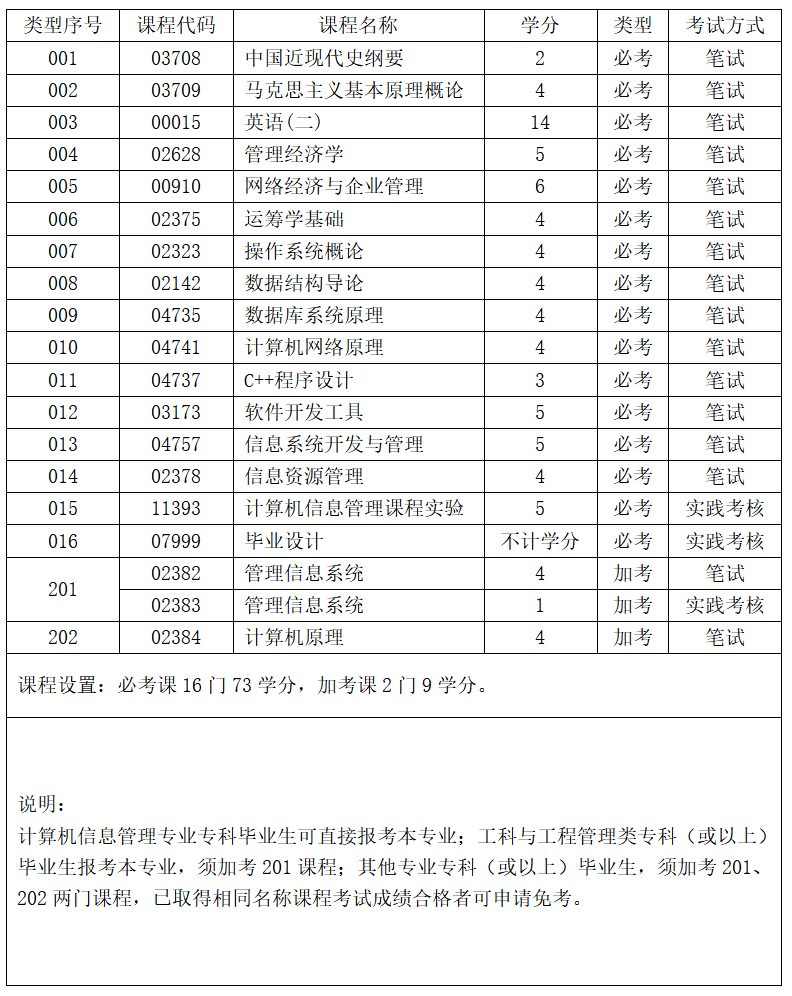 类型序号 课程代码 课程名称 学分 类型 考试方式
001 03708 中国近现代史纲要 2 必考 笔试
002 03709 马克思主义基本原理概论 4 必考 笔试
003 00015 英语(二) 14 必考 笔试
004 02628 管理经济学 5 必考 笔试
005 00910 网络经济与企业管理 6 必考 笔试
006 02375 运筹学基础 4 必考 笔试
007 02323 操作系统概论 4 必考 笔试
008 02142 数据结构导论 4 必考 笔试
009 04735 数据库系统原理 4 必考 笔试
010 04741 计算机网络原理 4 必考 笔试
011 04737 C++程序设计 3 必考 笔试
012 03173 软件开发工具 5 必考 笔试
013 04757 信息系统开发与管理 5 必考 笔试
014 02378 信息资源管理 4 必考 笔试
015 11393 计算机信息管理课程实验 5 必考 实践考核
016 07999 毕业设计 不计学分 必考 实践考核
201 02382 管理信息系统 4 加考 笔试
02383 管理信息系统 1 加考 实践考核
202 02384 计算机原理 4 加考 笔试
课程设置：必考课 16 门 73 学分，加考课 2 门 9 学分。
说明：
计算机信息管理专业专科毕业生可直接报考本专业；工科与工程管理类专科（或以上）
毕业生报考本专业，须加考 201 课程；其他专业专科（或以上）毕业生，须加考 201、
202 两门课程，已取得相同名称课程考试成绩合格者可申请免考。